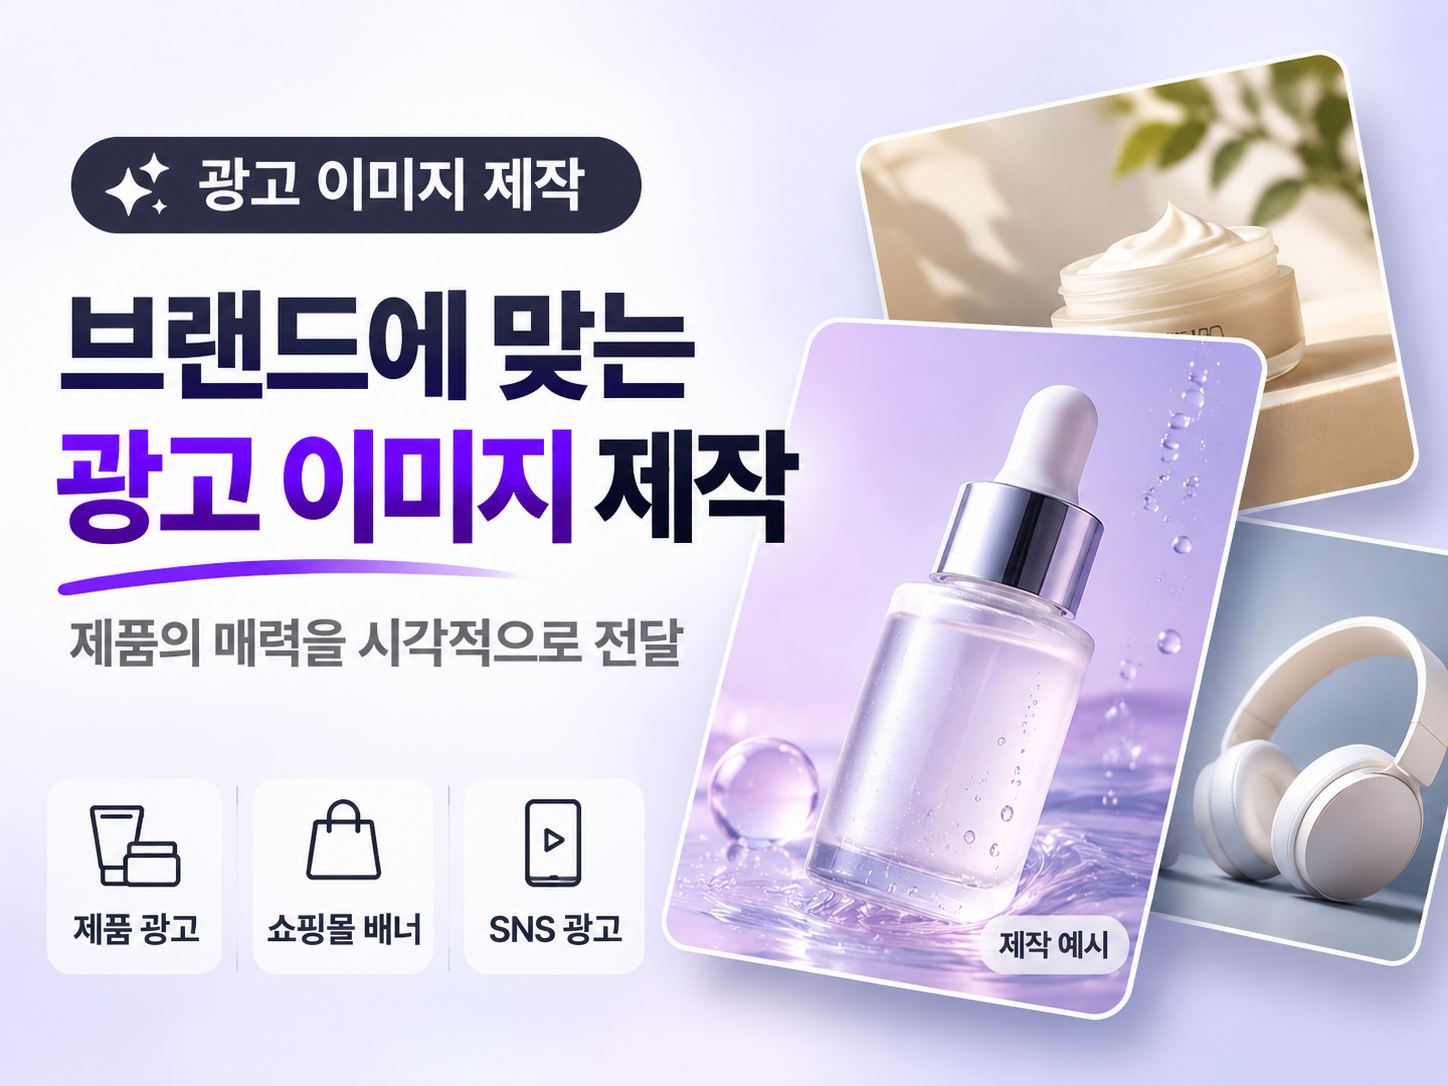 광고 이미지 제작
브랜드에 맞는
광고 이미지 제작
제품의 매력을 시각적으로 전달
제품 광고
쇼핑몰 배너
SNS 광고
제작 예시